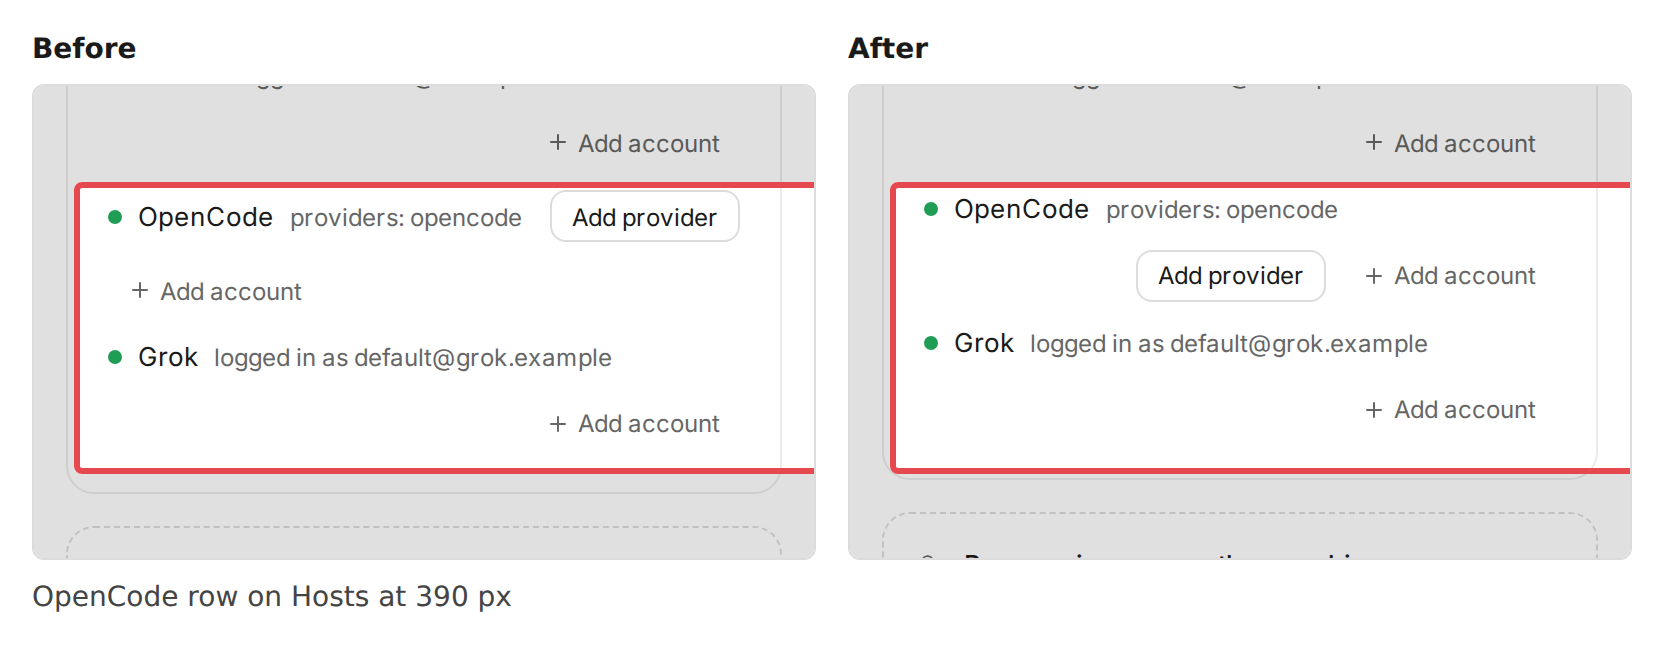 Before
+ Add account
OpenCode providers: opencode Add provider
+ Add account
Grok logged in as default@grok.example
+ Add account
OpenCode row on Hosts at 390 px
After
+ Add account
OpenCode providers: opencode
Add provider + Add account
Grok logged in as default@grok.example
+ Add account